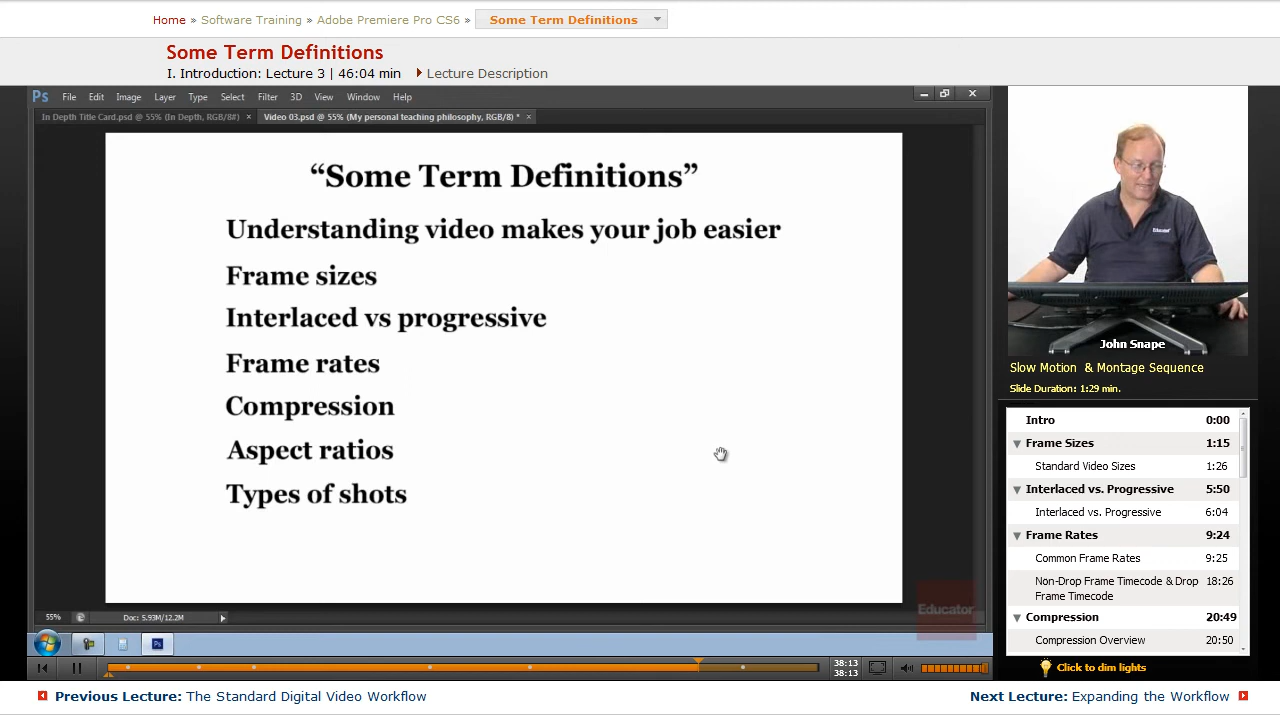 Home » Software Training » Adobe Premiere Pro CS6 » Some Term Definitions
Some Term Definitions
I. Introduction: Lecture 3 | 46:04 min Lecture Description
Ps File Edit Image Layer Type Select Filter 3D View Window Help
In Depth Title Card.psd @ 55% (In Depth, RGB/8#) × Video 03.psd @ 55% (My personal teaching philosophy, RGB/8) * ×
“Some Term Definitions”
Understanding video makes your job easier
Frame sizes
Interlaced vs progressive
Frame rates
Compression
Aspect ratios
Types of shots
Educator
55% Doc: 5.93M/12.2M
Ps
38:13
38:13
Educator
John Snape
Slow Motion & Montage Sequence
Slide Duration: 1:29 min.
Intro 0:00
Frame Sizes 1:15
Standard Video Sizes 1:26
Interlaced vs. Progressive 5:50
Interlaced vs. Progressive 6:04
Frame Rates 9:24
Common Frame Rates 9:25
Non-Drop Frame Timecode & Drop 18:26
Frame Timecode
Compression 20:49
Compression Overview 20:50
Click to dim lights
Previous Lecture: The Standard Digital Video Workflow
Next Lecture: Expanding the Workflow